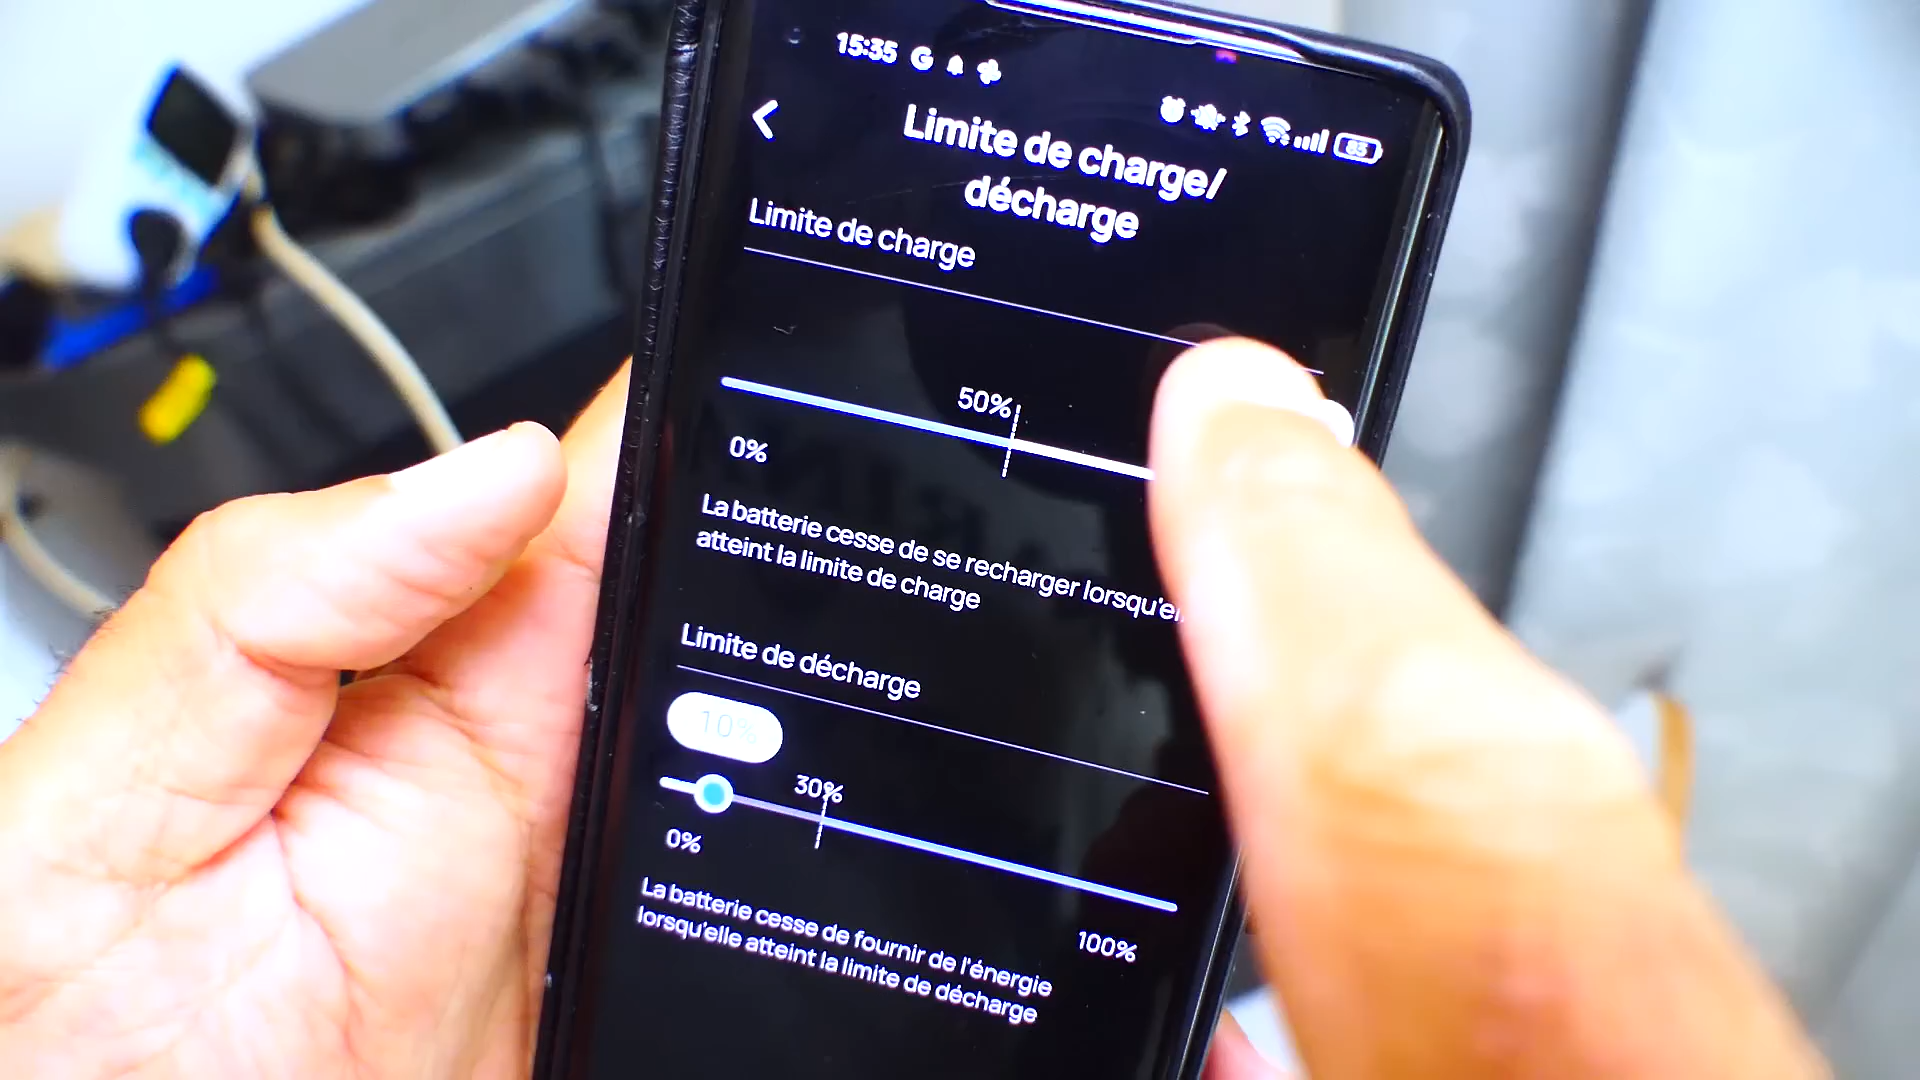 15:35
85
Limite de charge/
décharge
Limite de charge
50%
0%
La batterie cesse de se recharger
atteint la limite de charge
Limite de décharge
10%
30%
0%
100%
La batterie cesse de fournir de l'énergie
lorsqu'elle atteint la limite de décharge